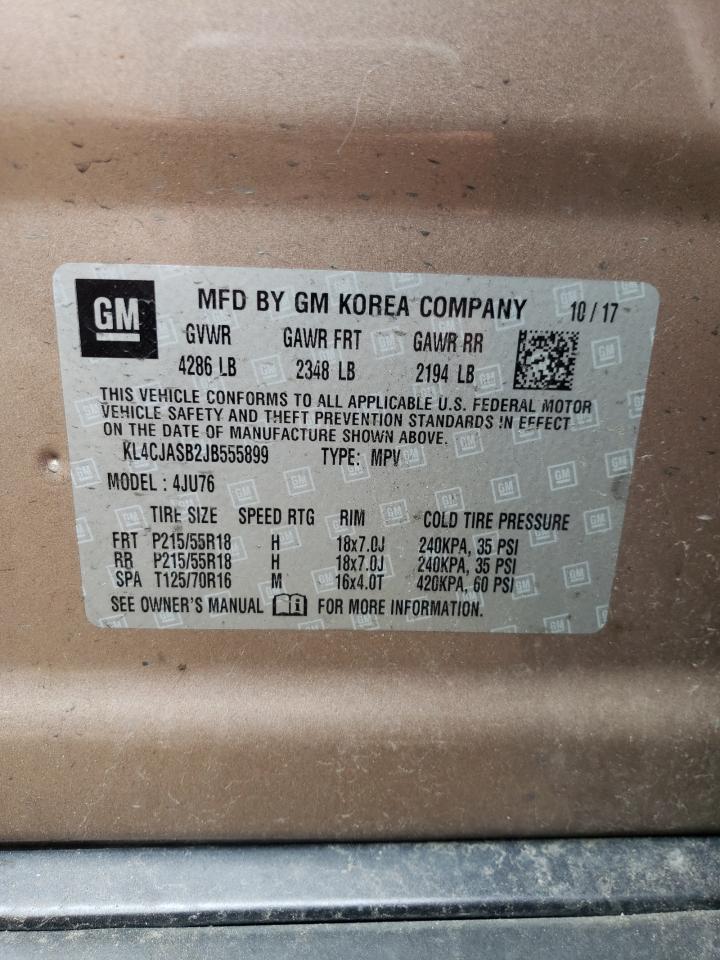 GM MFD BY GM KOREA COMPANY 10/17
GVWR GAWR FRT GAWR RR
4286 LB 2348 LB 2194 LB
THIS VEHICLE CONFORMS TO ALL APPLICABLE U.S. FEDERAL MOTOR
VEHICLE SAFETY AND THEFT PREVENTION STANDARDS IN EFFECT
ON THE DATE OF MANUFACTURE SHOWN ABOVE.
KL4CJASB2JB555899 TYPE: MPV
MODEL : 4JU76
TIRE SIZE SPEED RTG RIM COLD TIRE PRESSURE
FRT P215/55R18 H 18x7.0J 240KPA, 35 PSI
RR P215/55R18 H 18x7.0J 240KPA, 35 PSI
SPA T125/70R16 M 16x4.0T 420KPA, 60 PSI
SEE OWNER'S MANUAL FOR MORE INFORMATION.